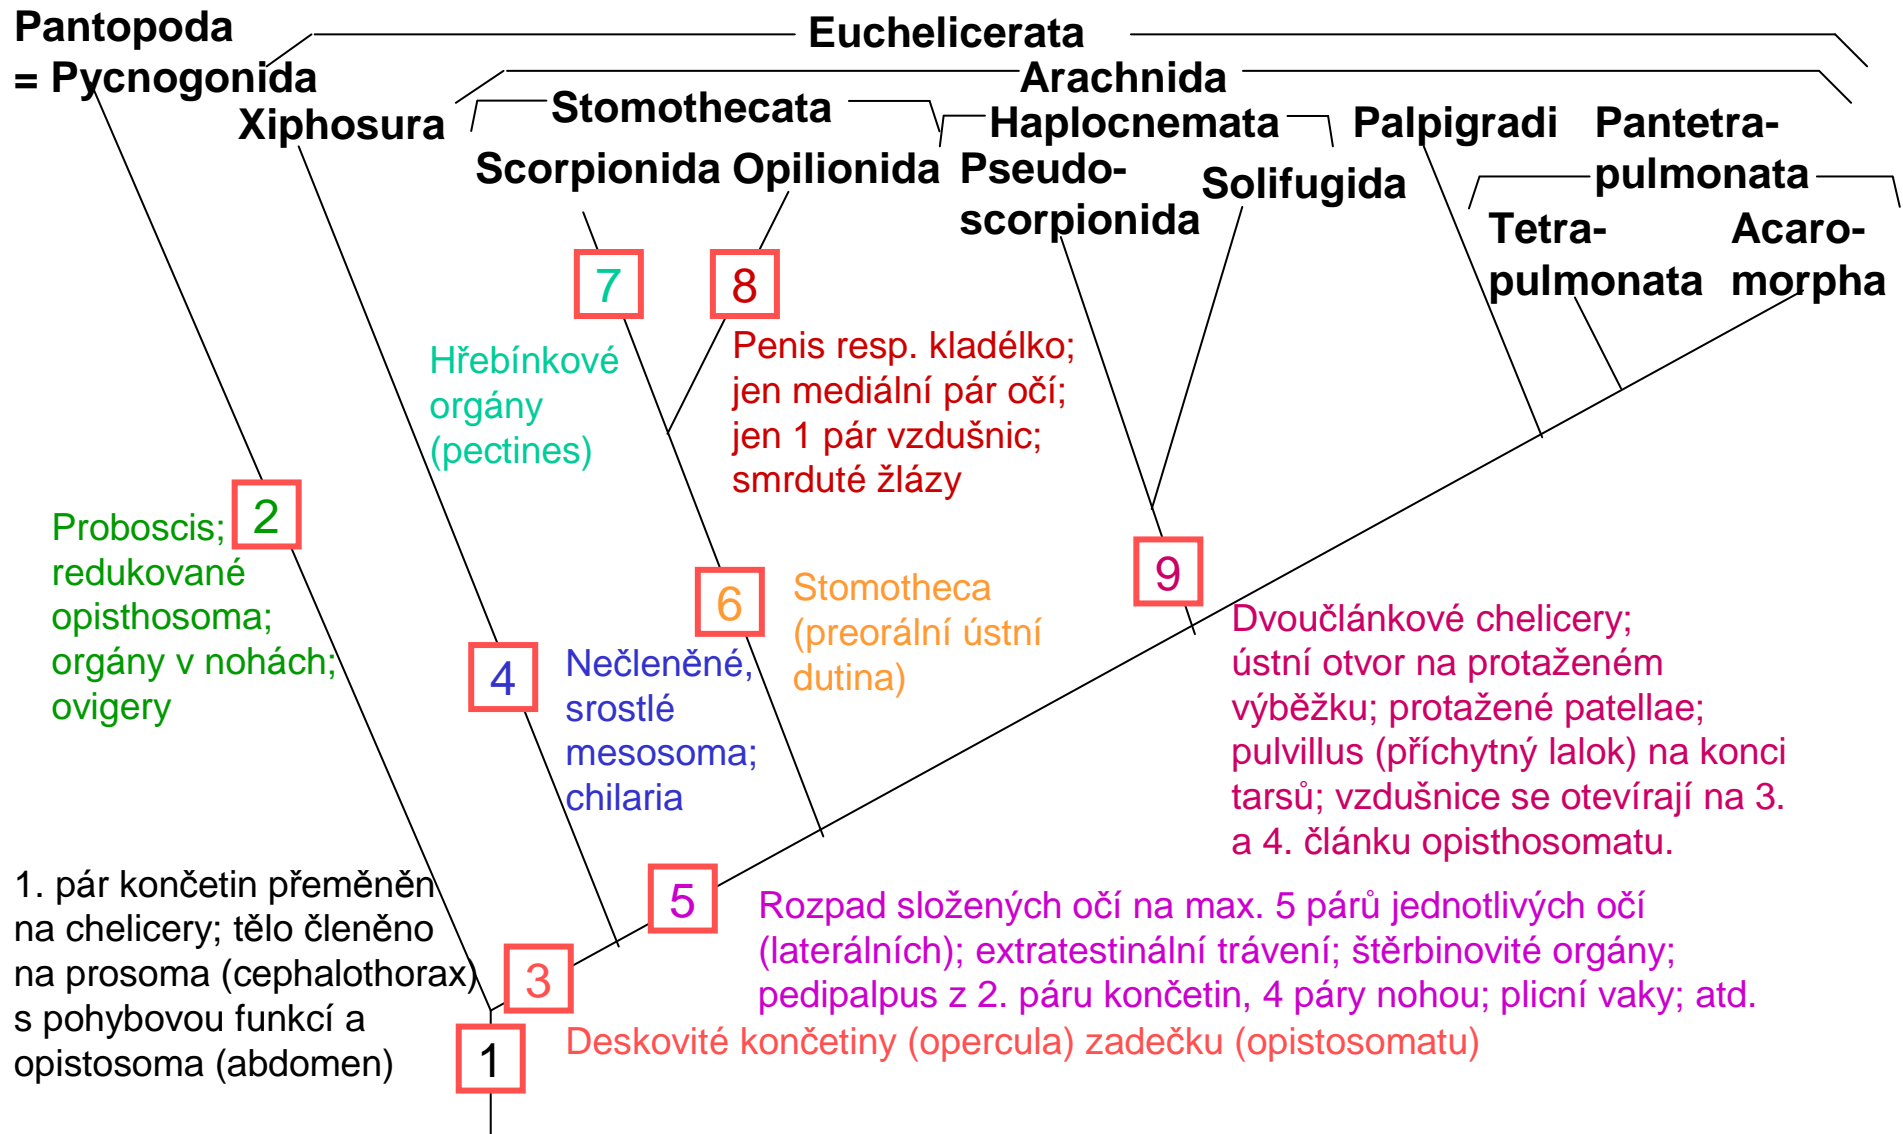 Pantopoda
= Pycnogonida
Euchelicerata
Arachnida
Xiphosura
Stomothecata
Haplocnemata
Palpigradi
Pantetra-
pulmonata
Scorpionida
Opilionida
Pseudo-
scorpionida
Solifugida
Tetra-
pulmonata
Acaro-
morpha
7
8
Hřebínkové
orgány
(pectines)
Penis resp. kladélko;
jen mediální pár očí;
jen 1 pár vzdušnic;
smrduté žlázy
2
Proboscis;
redukované
opisthosoma;
orgány v nohách;
ovigery
6
Stomotheca
(preorální ústní
dutina)
9
Dvoučlánkové chelicery;
ústní otvor na protaženém
výběžku; protažené patellae;
pulvillus (příchytný lalok) na konci
tarsů; vzdušnice se otevírají na 3.
a 4. článku opisthosomatu.
4
Nečleněné,
srostlé
mesosoma;
chilaria
5
Rozpad složených očí na max. 5 párů jednotlivých očí
(laterálních); extratestinální trávení; štěrbinovité orgány;
pedipalpus z 2. páru končetin, 4 páry nohou; plicní vaky; atd.
1. pár končetin přeměněn
na chelicery; tělo členěno
na prosoma (cephalothorax)
s pohybovou funkcí a
opistosoma (abdomen)
3
Deskovité končetiny (opercula) zadečku (opistosomatu)
1